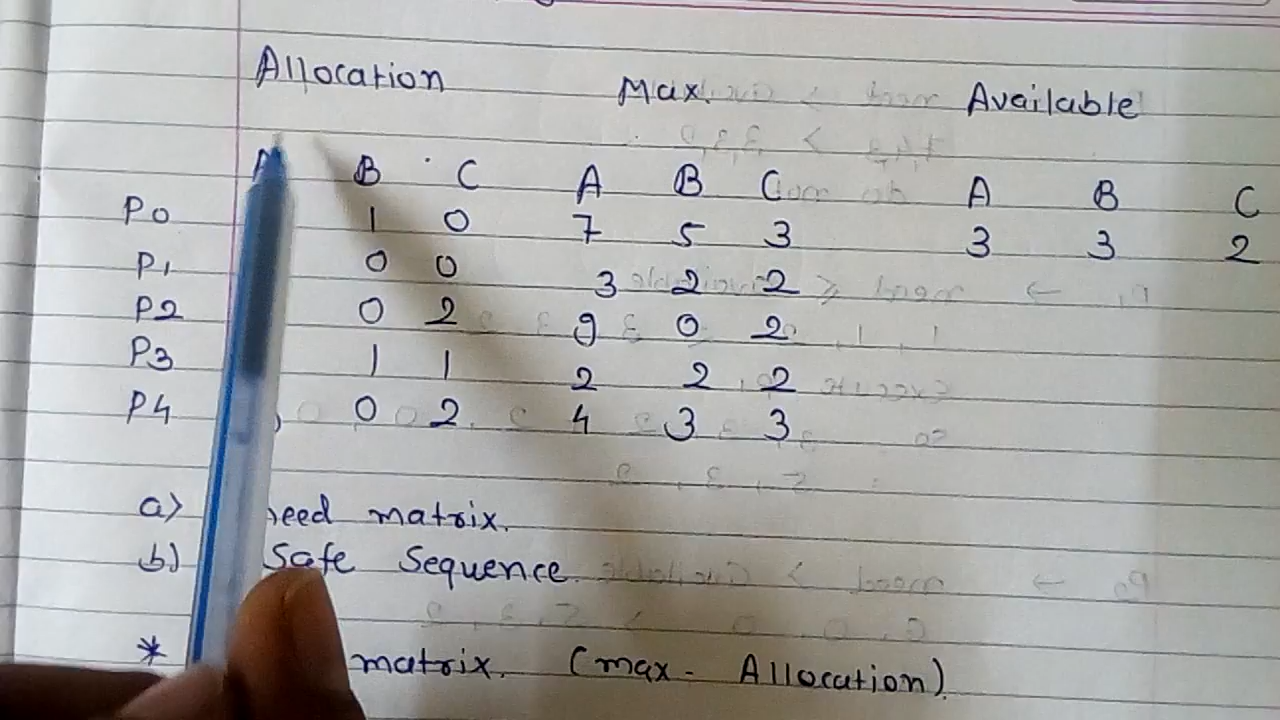 Allocation Max. Available
B C A B C A B C
P0 1 0 7 5 3 3 3 2
P1 0 0 3 2 2
P2 0 2 9 0 2
P3 1 1 2 2 2
P4 0 2 4 3 3
a) need matrix.
b) Safe Sequence.
* matrix. (max - Allocation).